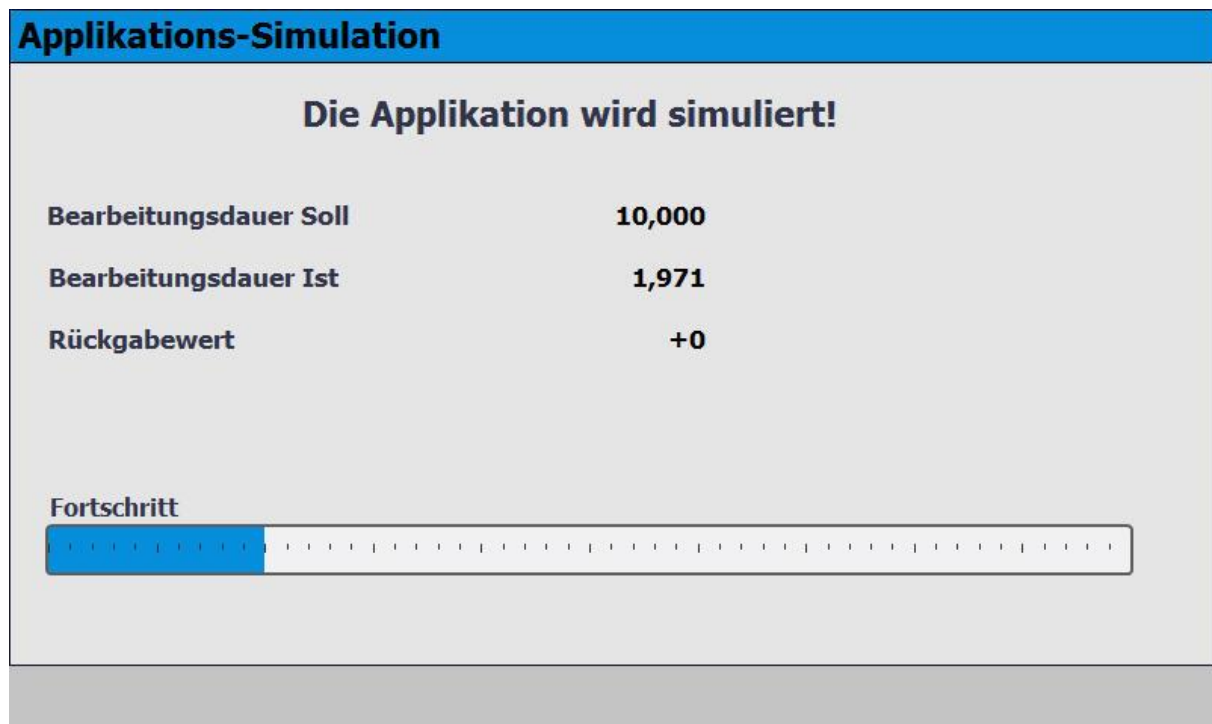 Applikations-Simulation
Die Applikation wird simuliert!
Bearbeitungsdauer Soll 10,000
Bearbeitungsdauer Ist 1,971
Rückgabewert +0
Fortschritt